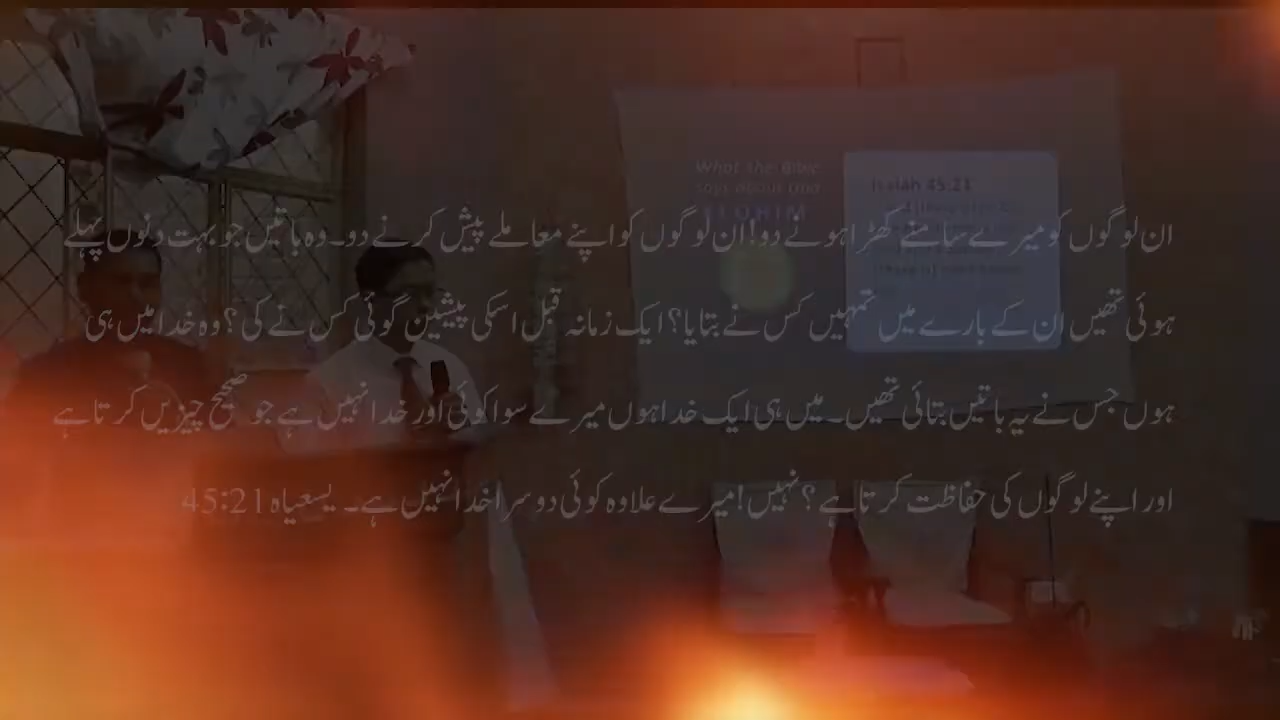 What the Bible
says about God
ELOHIM
Isaiah 45:21
ان لوگوں کو میرے سامنے کھڑا ہونے دو! ان لوگوں کو اپنے معاملے پیش کرنے دو۔ وہ باتیں جو بہت دنوں پہلے
ہوئی تھیں ان کے بارے میں تمہیں کس نے بتایا؟ ایک زمانہ قبل اسکی پیشین گوئی کس نے کی؟ وہ خدا میں ہی
ہوں جس نے یہ باتیں بتائی تھیں۔ میں ہی ایک خدا ہوں میرے سوا کوئی اور خدا نہیں ہے جو صحیح چیزیں کرتا ہے
اور اپنے لوگوں کی حفاظت کرتا ہے؟ نہیں! میرے علاوہ کوئی دوسرا خدا نہیں ہے۔ یسعیاہ 45:21